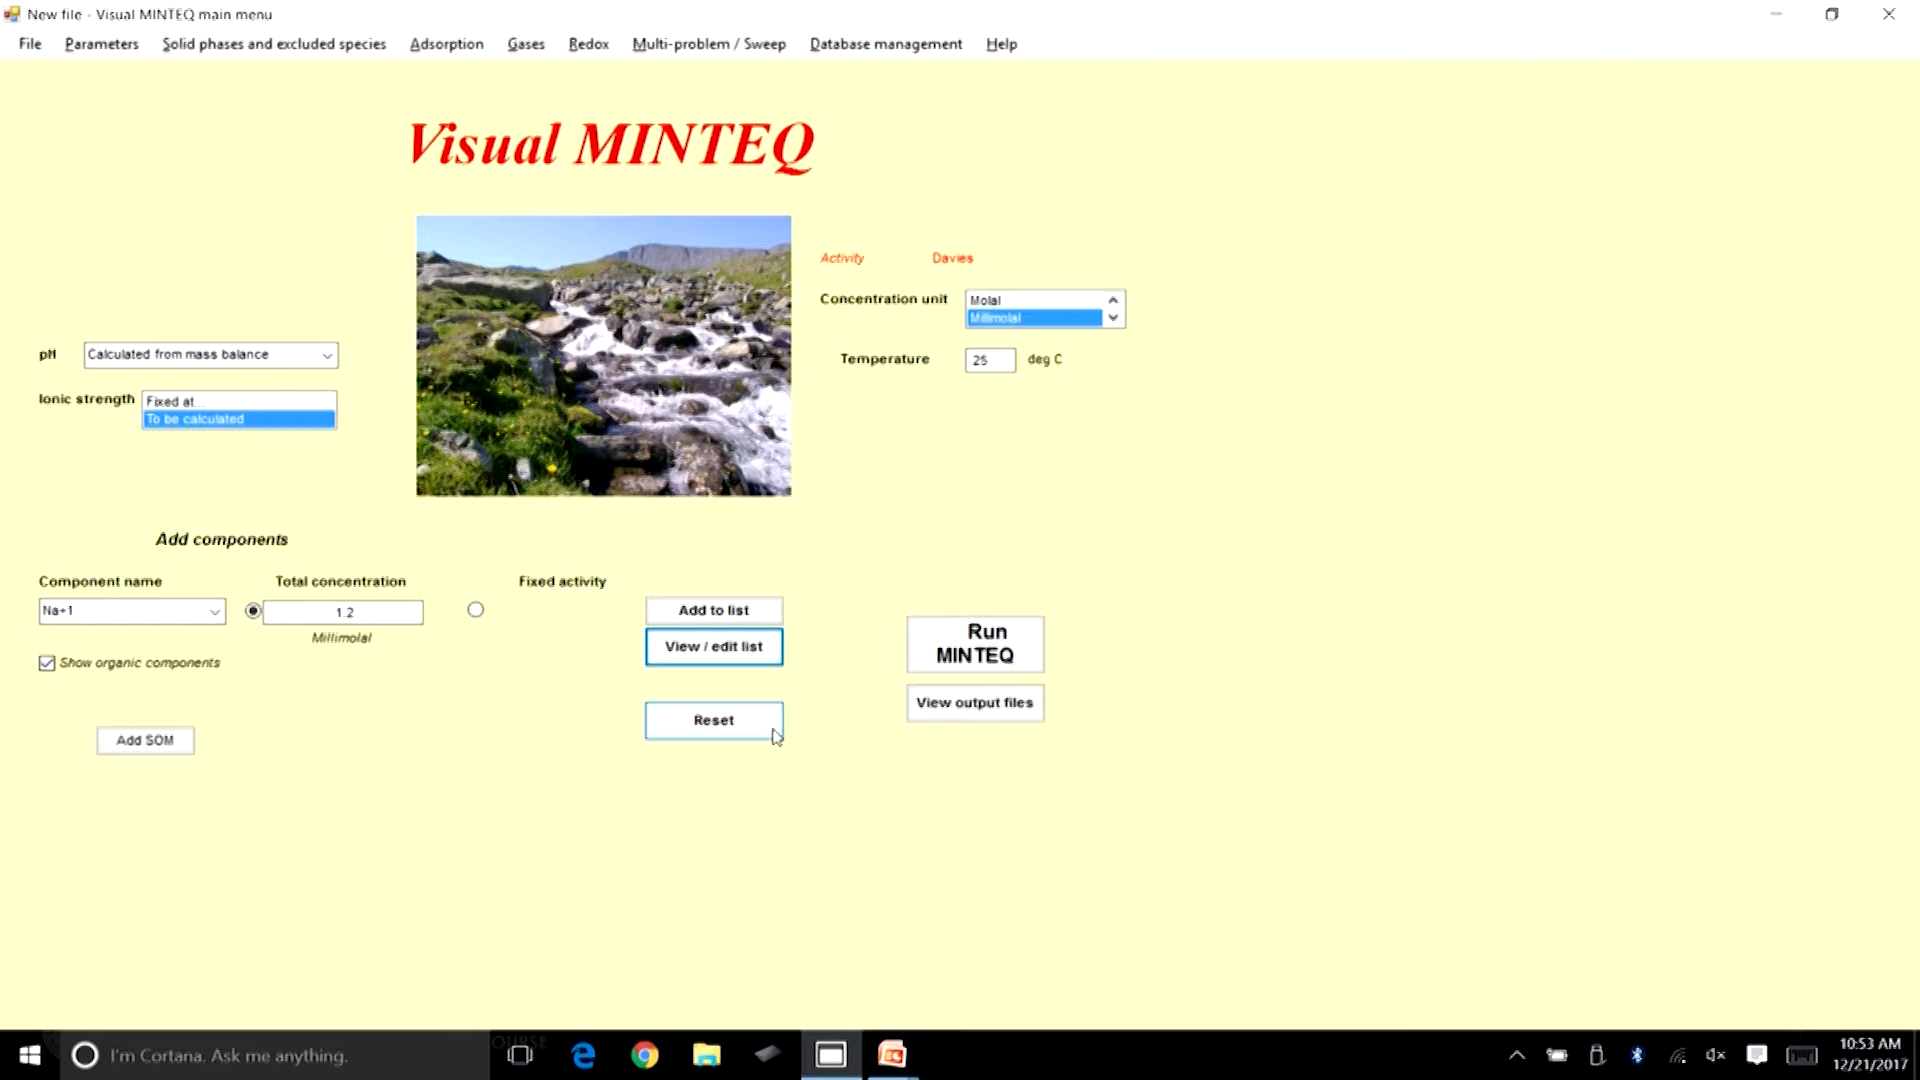 New file - Visual MINTEQ main menu
File Parameters Solid phases and excluded species Adsorption Gases Redox Multi-problem / Sweep Database management Help
Visual MINTEQ
Activity Davies
Concentration unit Molal
Millimolal
pH Calculated from mass balance
Temperature 25 deg C
Ionic strength Fixed at...
To be calculated
Add components
Component name Total concentration Fixed activity
Na+1 1.2 Add to list
Millimolal
Run
MINTEQ
View / edit list
Show organic components
View output files
Reset
Add SOM
I'm Cortana. Ask me anything.
10:53 AM
12/21/2017